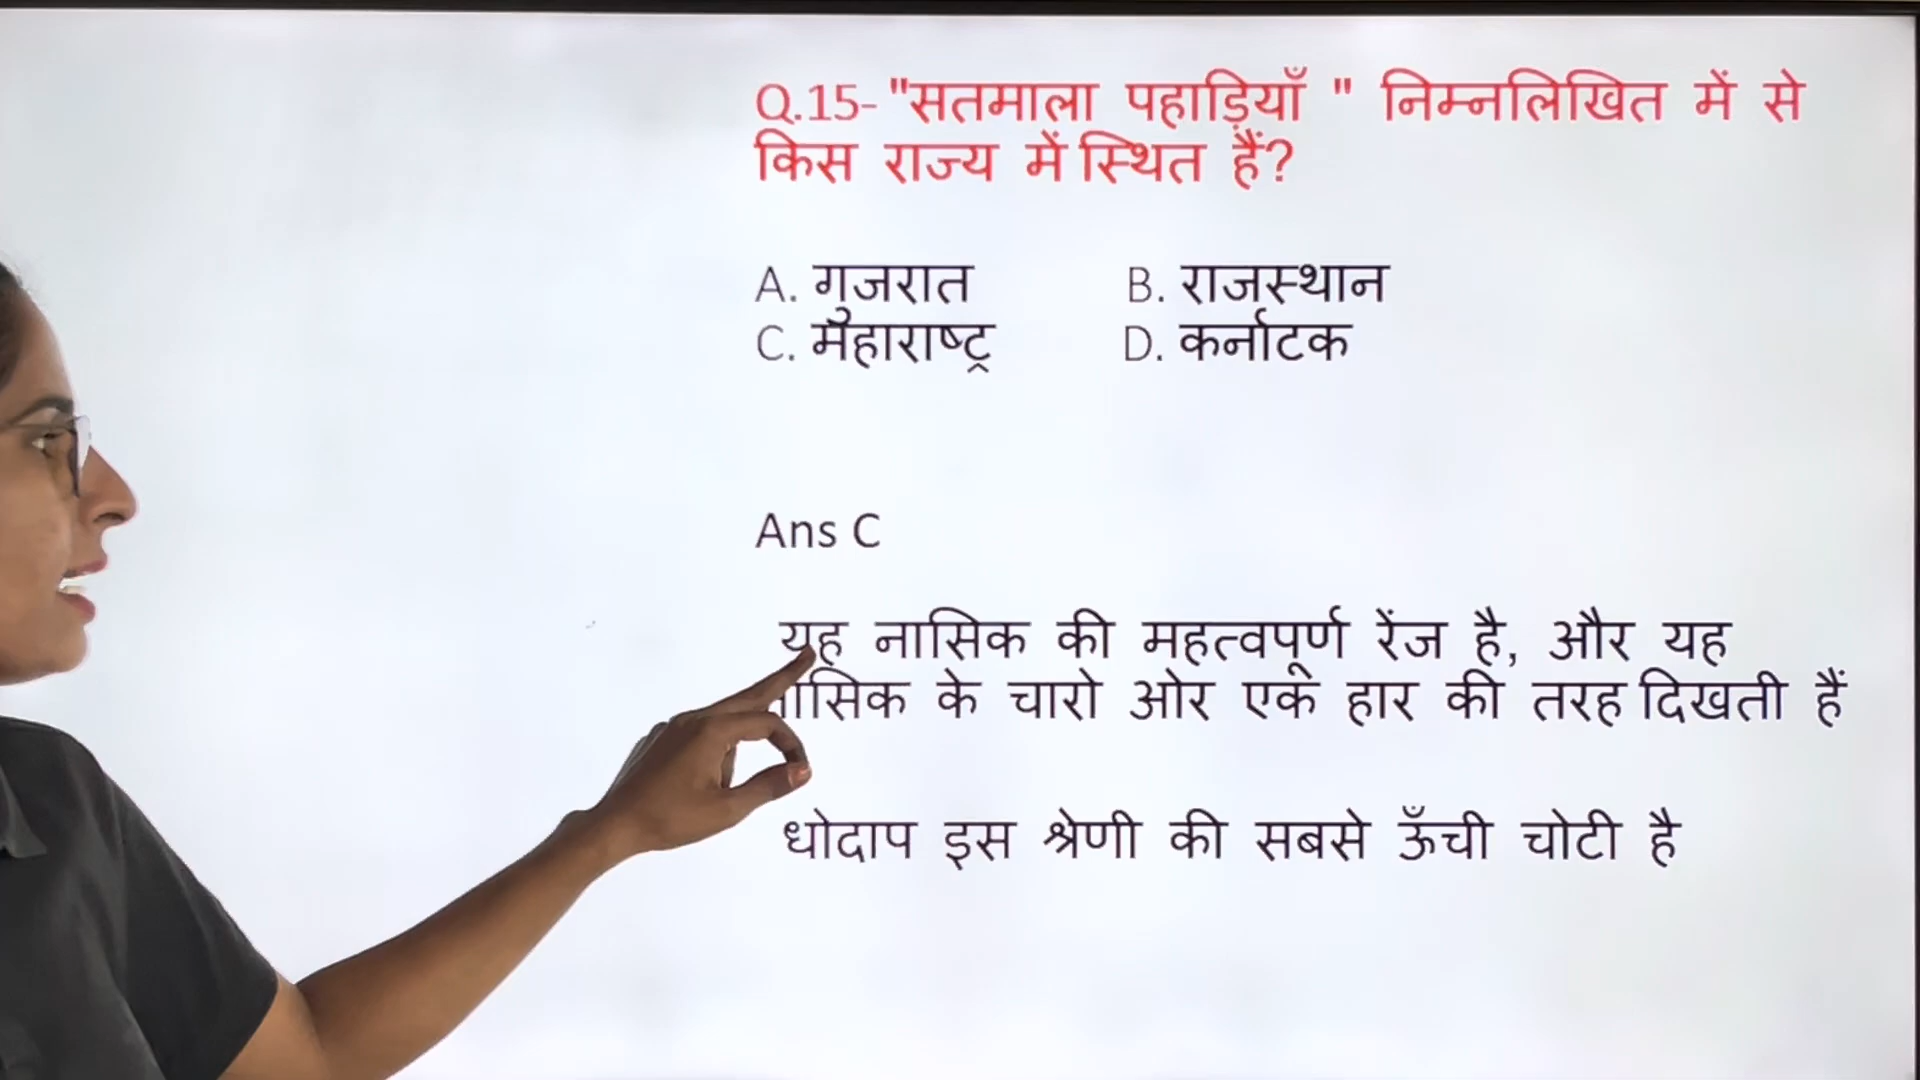 Q.15- "सतमाला पहाड़ियाँ " निम्नलिखित में से
किस राज्य में स्थित हैं?
A. गुजरात B. राजस्थान
C. महाराष्ट्र D. कर्नाटक
Ans C
यह नासिक की महत्वपूर्ण रेंज है, और यह
के चारो ओर एक हार की तरह दिखती हैं
धोदाप इस श्रेणी की सबसे ऊँची चोटी है